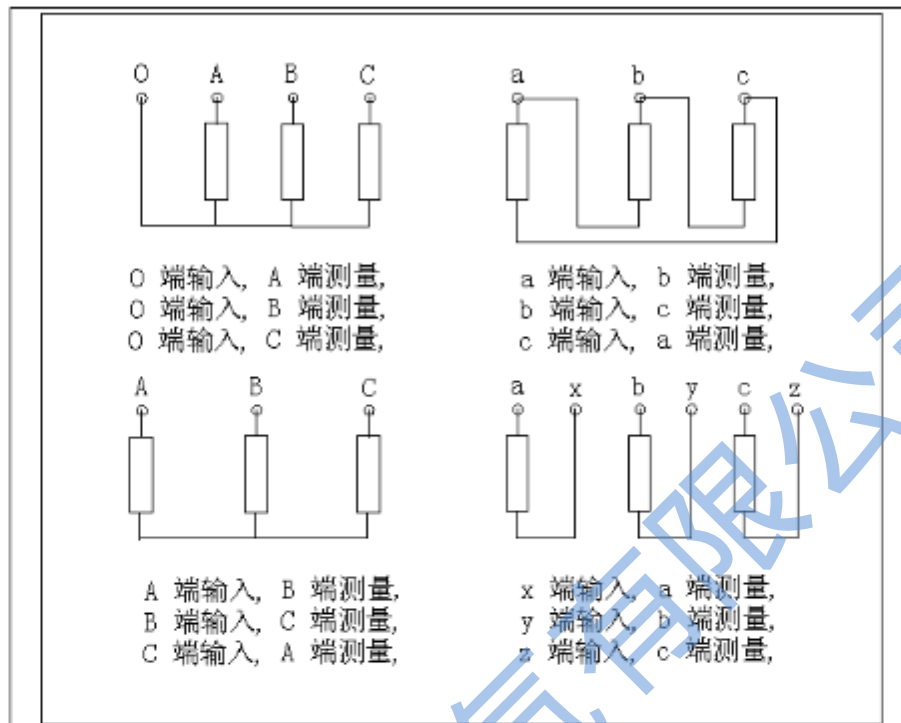 O A B C
a b c
O 端输入, A 端测量,
O 端输入, B 端测量,
O 端输入, C 端测量,
a 端输入, b 端测量,
b 端输入, c 端测量,
c 端输入, a 端测量,
A B C
a x b y c z
A 端输入, B 端测量,
B 端输入, C 端测量,
C 端输入, A 端测量,
x 端输入, a 端测量,
y 端输入, b 端测量,
z 端输入, c 端测量,
气有限公司